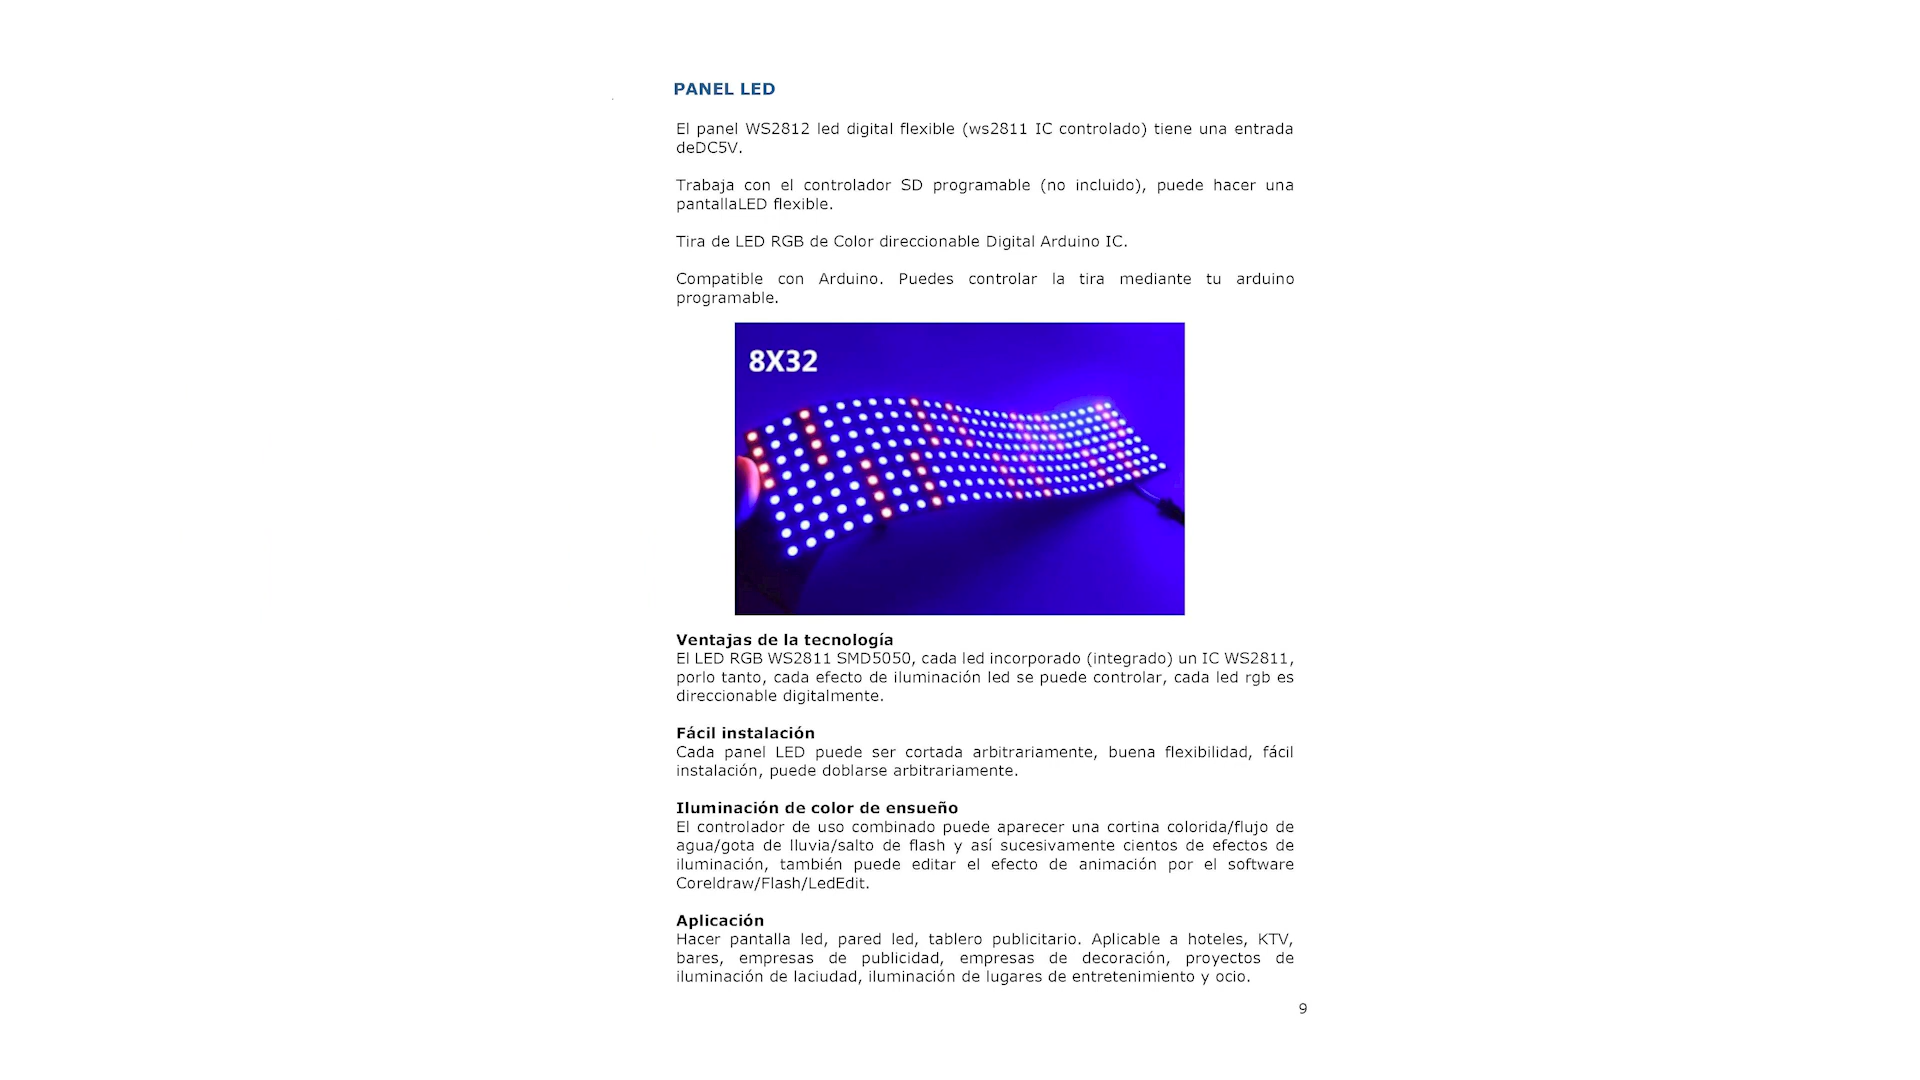 PANEL LED
El panel WS2812 led digital flexible (ws2811 IC controlado) tiene una entrada
deDC5V.
Trabaja con el controlador SD programable (no incluido), puede hacer una
pantallaLED flexible.
Tira de LED RGB de Color direccionable Digital Arduino IC.
Compatible con Arduino. Puedes controlar la tira mediante tu arduino
programable.
8X32
Ventajas de la tecnología
El LED RGB WS2811 SMD5050, cada led incorporado (integrado) un IC WS2811,
porlo tanto, cada efecto de iluminación led se puede controlar, cada led rgb es
direccionable digitalmente.
Fácil instalación
Cada panel LED puede ser cortada arbitrariamente, buena flexibilidad, fácil
instalación, puede doblarse arbitrariamente.
Iluminación de color de ensueño
El controlador de uso combinado puede aparecer una cortina colorida/flujo de
agua/gota de lluvia/salto de flash y así sucesivamente cientos de efectos de
iluminación, también puede editar el efecto de animación por el software
Coreldraw/Flash/LedEdit.
Aplicación
Hacer pantalla led, pared led, tablero publicitario. Aplicable a hoteles, KTV,
bares, empresas de publicidad, empresas de decoración, proyectos de
iluminación de laciudad, iluminación de lugares de entretenimiento y ocio.
9